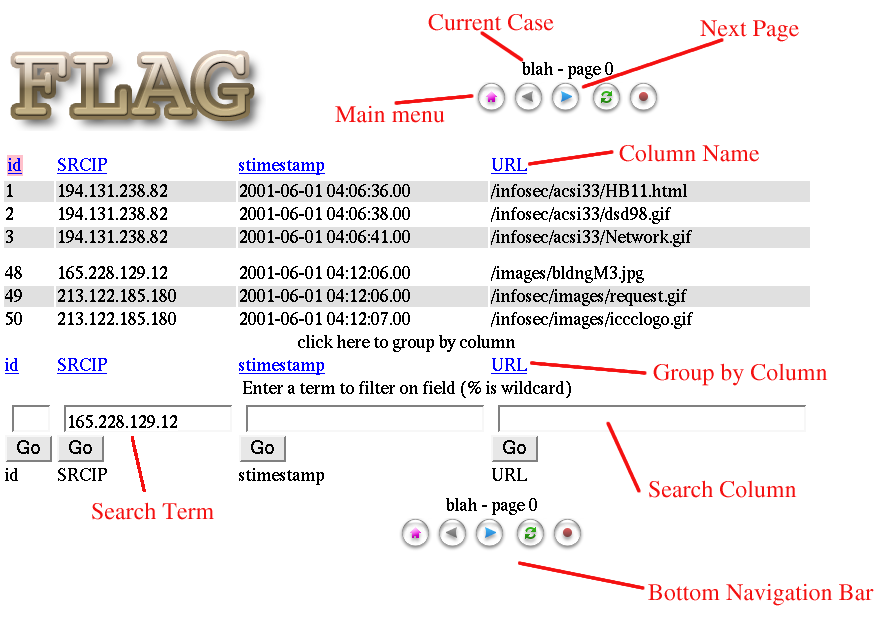 Current Case
Next Page
FLAG
blah - page 0
Main menu
Column Name
id SRCIP stimestamp URL
1 194.131.238.82 2001-06-01 04:06:36.00 /infosec/acsi33/HB11.html
2 194.131.238.82 2001-06-01 04:06:38.00 /infosec/acsi33/dsd98.gif
3 194.131.238.82 2001-06-01 04:06:41.00 /infosec/acsi33/Network.gif
48 165.228.129.12 2001-06-01 04:12:06.00 /images/bldngM3.jpg
49 213.122.185.180 2001-06-01 04:12:06.00 /infosec/images/request.gif
50 213.122.185.180 2001-06-01 04:12:07.00 /infosec/images/iccclogo.gif
click here to group by column
id SRCIP stimestamp URL
Group by Column
Enter a term to filter on field (% is wildcard)
165.228.129.12
Go Go Go Go
id SRCIP stimestamp URL
Search Column
Search Term
blah - page 0
Bottom Navigation Bar